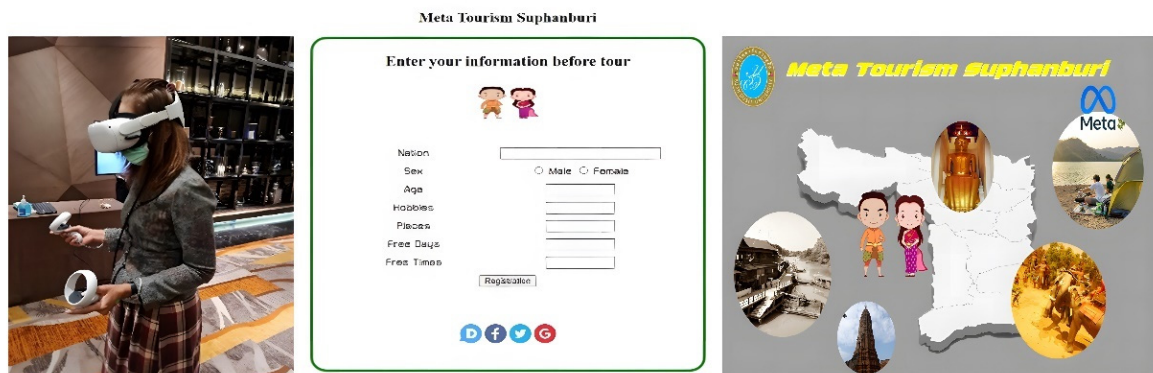 Meta Tourism Suphanburi
Enter your information before tour
Nation
Sex
Male Female
Age
Hobbies
Places
Free Days
Free Times
Registration
Meta Tourism Suphanburi
Meta